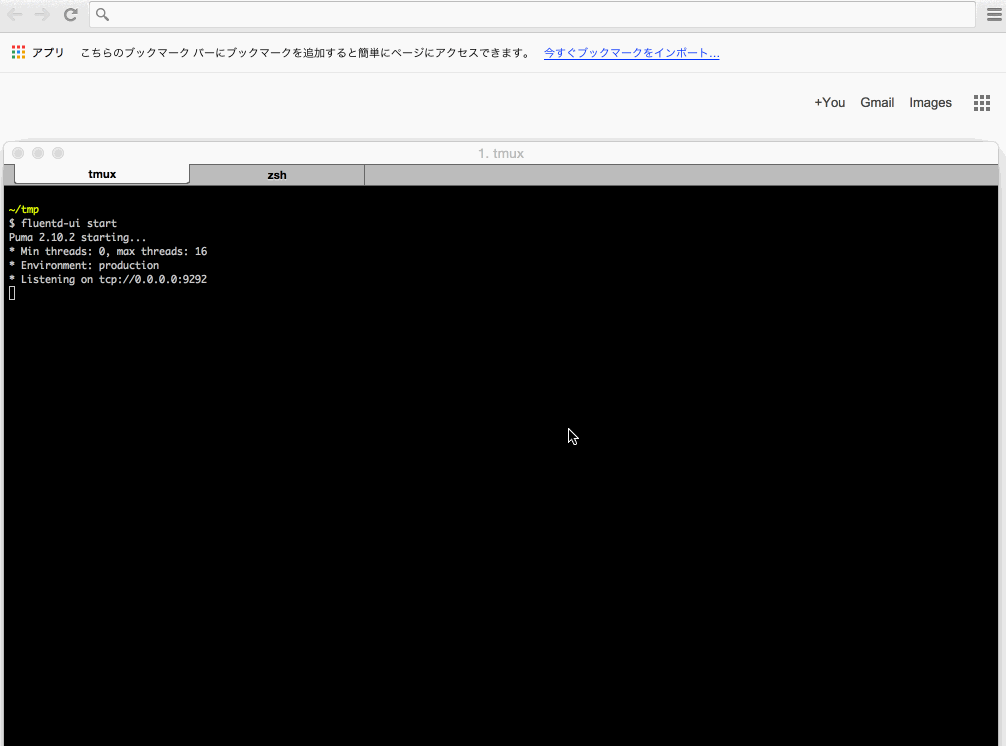 アプリ こちらのブックマーク バーにブックマークを追加すると簡単にページにアクセスできます。 今すぐブックマークをインポート...
+You Gmail Images
1. tmux
tmux zsh
~/tmp
$ fluentd-ui start
Puma 2.10.2 starting...
* Min threads: 0, max threads: 16
* Environment: production
* Listening on tcp://0.0.0.0:9292